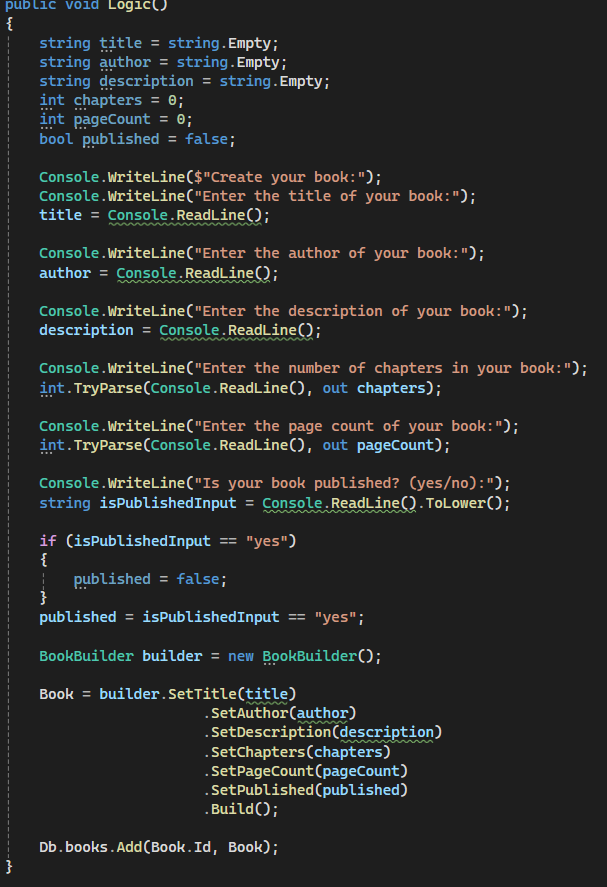 public void Logic()
{
string title = string.Empty;
string author = string.Empty;
string description = string.Empty;
int chapters = 0;
int pageCount = 0;
bool published = false;
Console.WriteLine($"Create your book:");
Console.WriteLine("Enter the title of your book:");
title = Console.ReadLine();
Console.WriteLine("Enter the author of your book:");
author = Console.ReadLine();
Console.WriteLine("Enter the description of your book:");
description = Console.ReadLine();
Console.WriteLine("Enter the number of chapters in your book:");
int.TryParse(Console.ReadLine(), out chapters);
Console.WriteLine("Enter the page count of your book:");
int.TryParse(Console.ReadLine(), out pageCount);
Console.WriteLine("Is your book published? (yes/no):");
string isPublishedInput = Console.ReadLine().ToLower();
if (isPublishedInput == "yes")
{
published = false;
}
published = isPublishedInput == "yes";
BookBuilder builder = new BookBuilder();
Book = builder.SetTitle(title)
.SetAuthor(author)
.SetDescription(description)
.SetChapters(chapters)
.SetPageCount(pageCount)
.SetPublished(published)
.Build();
Db.books.Add(Book.Id, Book);
}